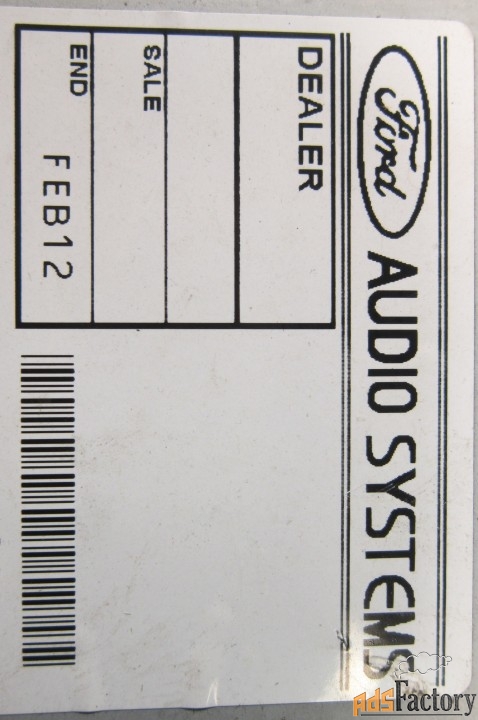 Ford AUDIO SYSTEMS
DEALER
SALE
END FEB12
AdsFactory